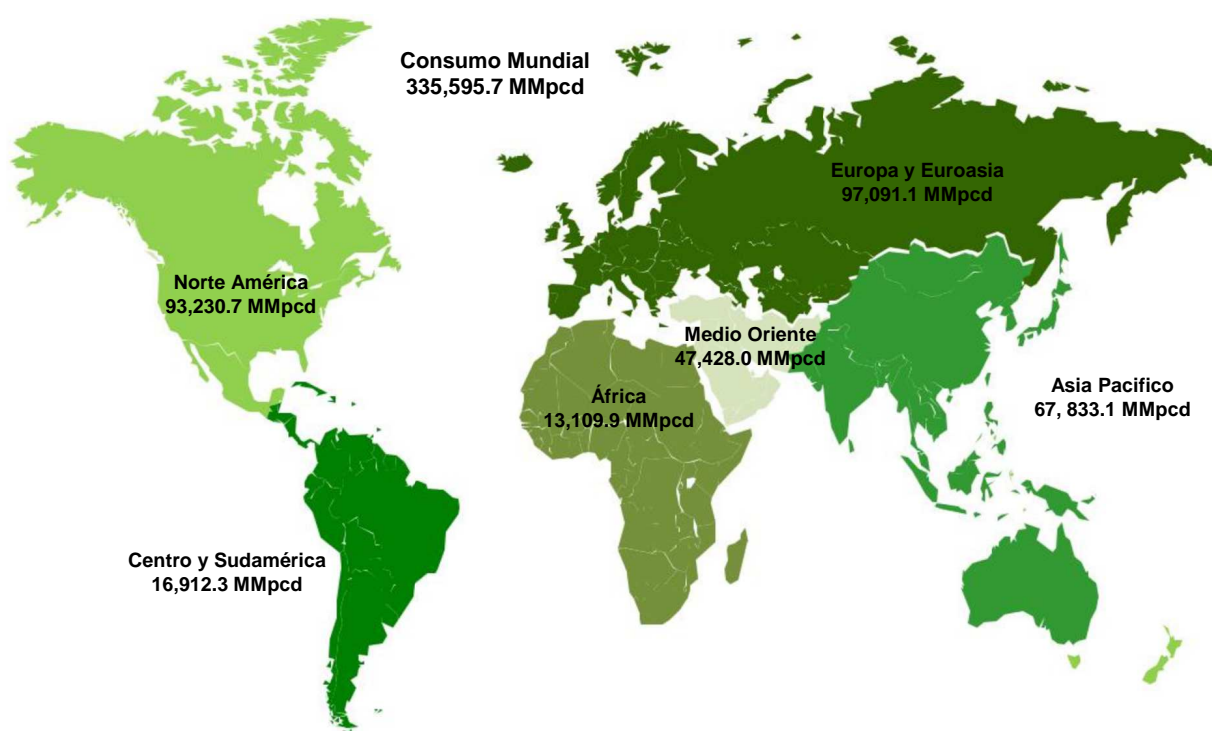 Consumo Mundial
335,595.7 MMpcd
Europa y Euroasia
97,091.1 MMpcd
Norte América
93,230.7 MMpcd
Medio Oriente
47,428.0 MMpcd
Asia Pacifico
67, 833.1 MMpcd
África
13,109.9 MMpcd
Centro y Sudamérica
16,912.3 MMpcd